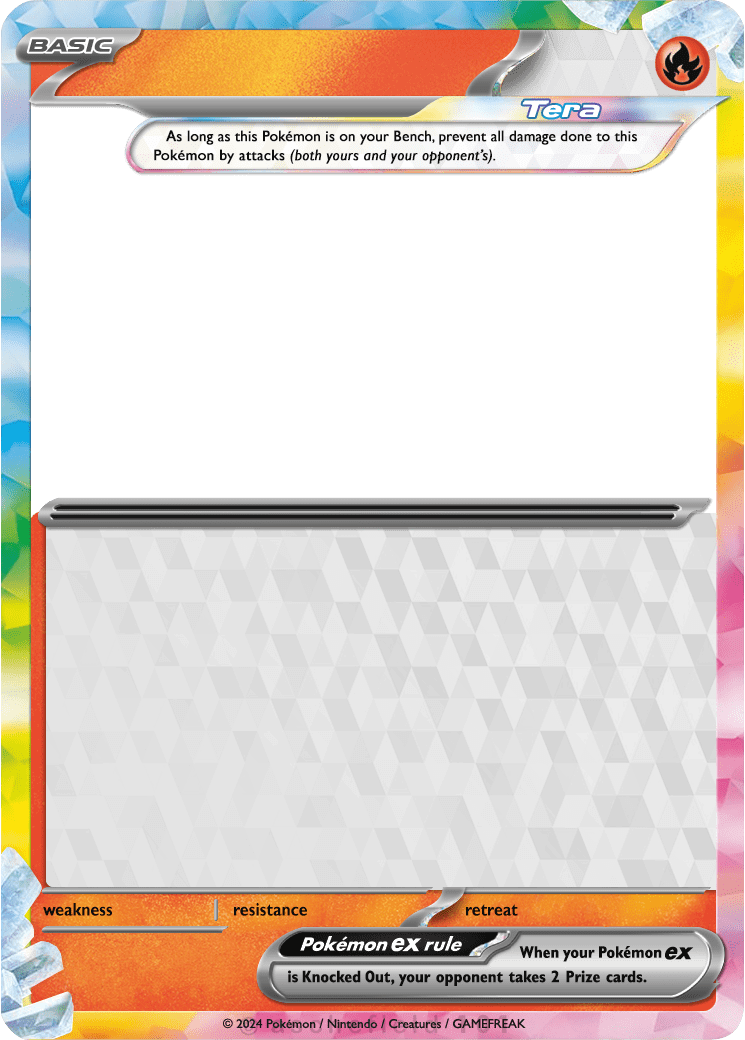 BASIC
Tera
As long as this Pokémon is on your Bench, prevent all damage done to this
Pokémon by attacks (both yours and your opponent's).
weakness resistance retreat
Pokémon ex rule When your Pokémon ex
is Knocked Out, your opponent takes 2 Prize cards.
© 2024 Pokémon / Nintendo / Creatures / GAMEFREAK